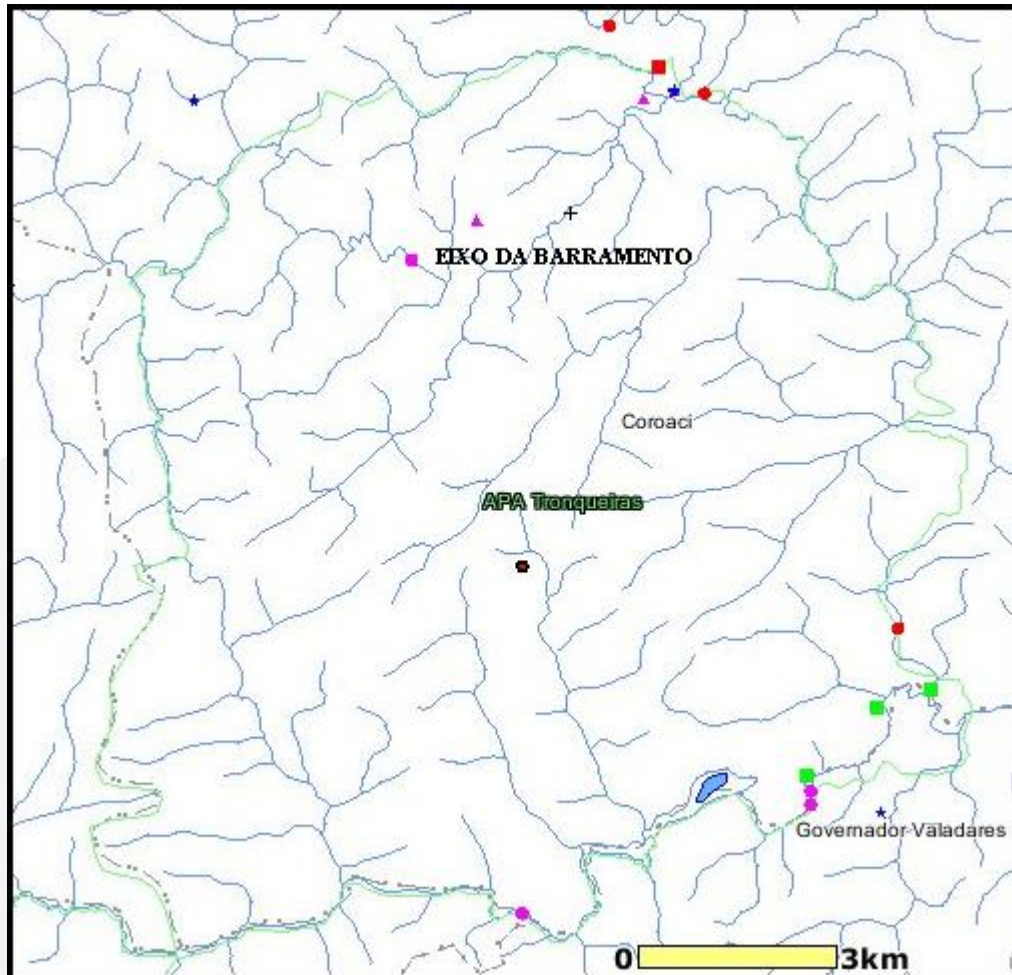 EIXO DA BARRAMENTO
Coroaci
APA Tronqueiras
Governador Valadares
0 3km